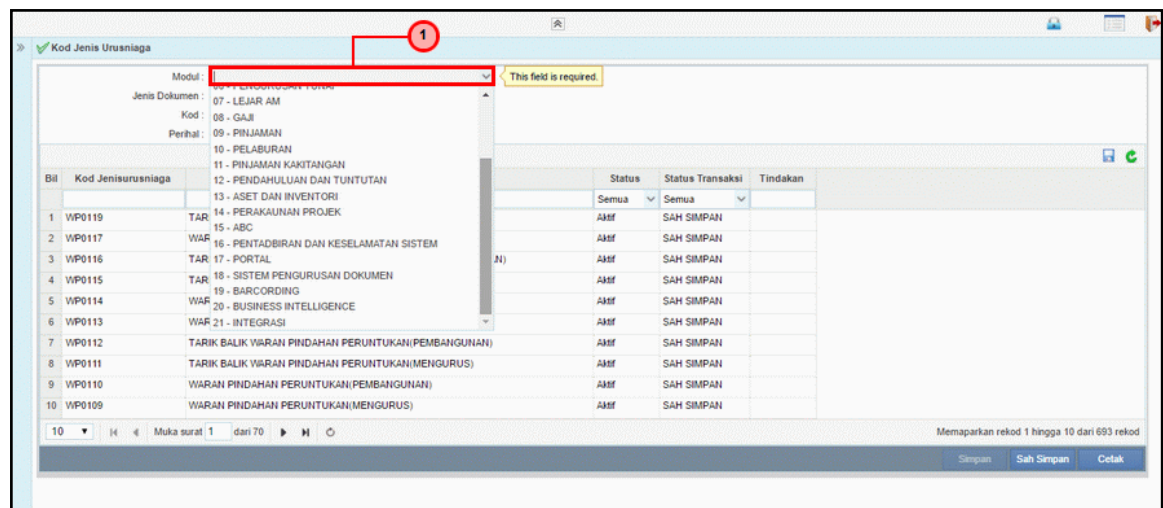 1
Kod Jenis Urusniaga
Modul :
This field is required.
Jenis Dokumen :
Kod :
Perihal :
07 - LEJAR AM
08 - GAJI
09 - PINJAMAN
10 - PELABURAN
11 - PINJAMAN KAKITANGAN
12 - PENDAHULUAN DAN TUNTUTAN
13 - ASET DAN INVENTORI
14 - PERAKAUNAN PROJEK
15 - ABC
16 - PENTADBIRAN DAN KESELAMATAN SISTEM
17 - PORTAL
18 - SISTEM PENGURUSAN DOKUMEN
19 - BARCORDING
20 - BUSINESS INTELLIGENCE
21 - INTEGRASI
Bil Kod Jenisurusniaga Status Status Transaksi Tindakan
Semua Semua
1 WP0119 TAR Aktif SAH SIMPAN
2 WP0117 WAR Aktif SAH SIMPAN
3 WP0116 TAR N) Aktif SAH SIMPAN
4 WP0115 TAR Aktif SAH SIMPAN
5 WP0114 WAR Aktif SAH SIMPAN
6 WP0113 WAR Aktif SAH SIMPAN
7 WP0112 TARIK BALIK WARAN PINDAHAN PERUNTUKAN(PEMBANGUNAN) Aktif SAH SIMPAN
8 WP0111 TARIK BALIK WARAN PINDAHAN PERUNTUKAN(MENGURUS) Aktif SAH SIMPAN
9 WP0110 WARAN PINDAHAN PERUNTUKAN(PEMBANGUNAN) Aktif SAH SIMPAN
10 WP0109 WARAN PINDAHAN PERUNTUKAN(MENGURUS) Aktif SAH SIMPAN
10 Muka surat 1 dari 70 Memaparkan rekod 1 hingga 10 dari 693 rekod
Simpan Sah Simpan Cetak